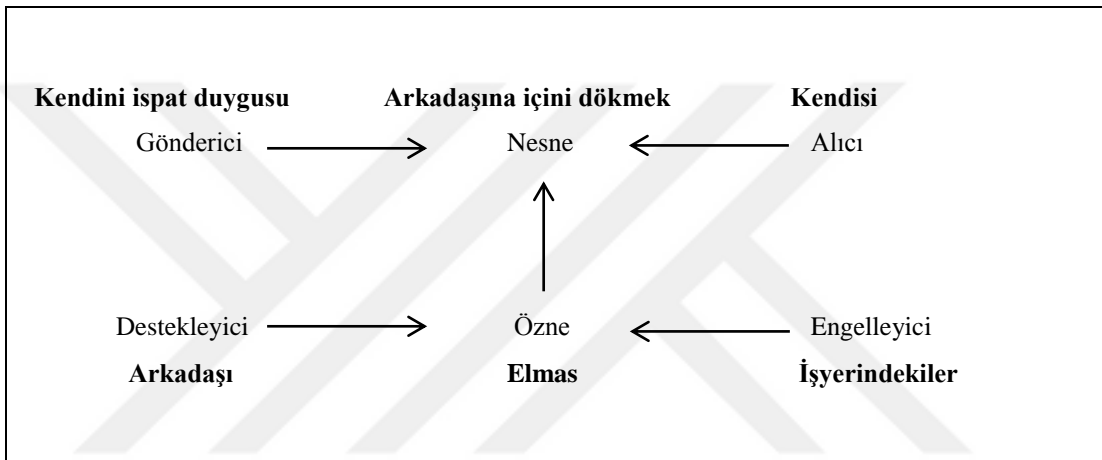 Kendini ispat duygusu Arkadaşına içini dökmek Kendisi
Gönderici Nesne Alıcı
Destekleyici Özne Engelleyici
Arkadaşı Elmas İşyerindekiler